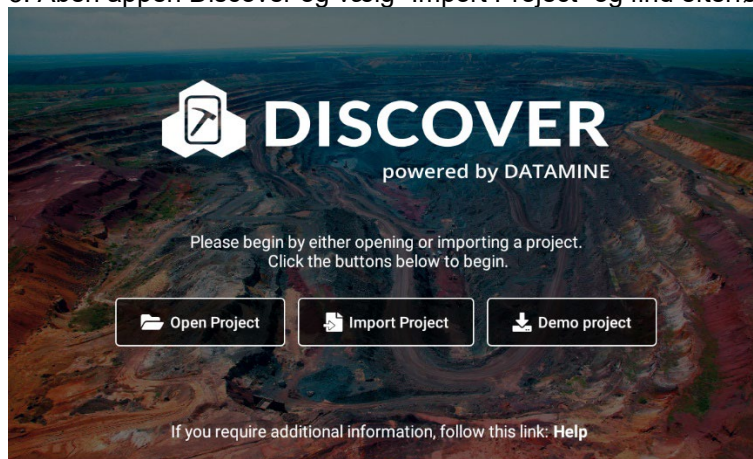 DISCOVER
powered by DATAMINE
Please begin by either opening or importing a project.
Click the buttons below to begin.
Open Project
Import Project
Demo project
If you require additional information, follow this link: Help